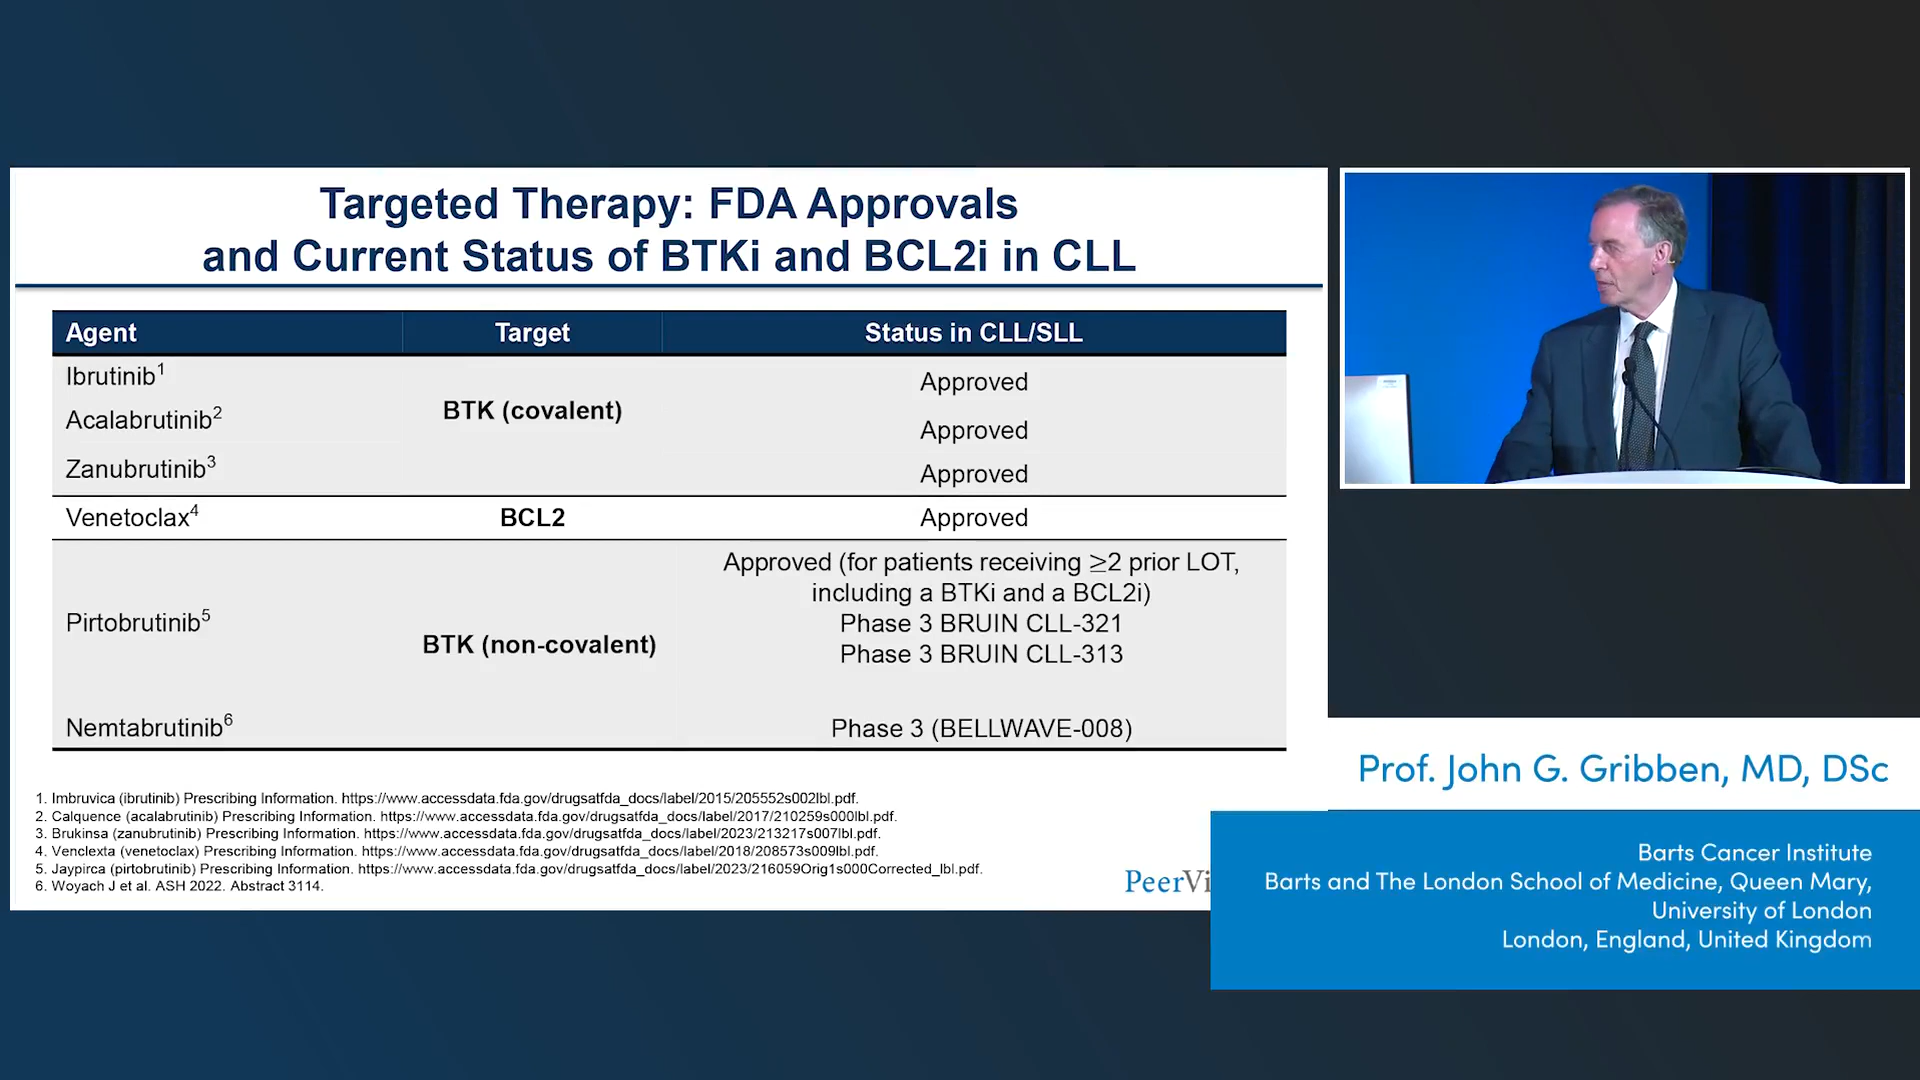 Targeted Therapy: FDA Approvals
and Current Status of BTKi and BCL2i in CLL
Agent Target Status in CLL/SLL
Ibrutinib1 Approved
BTK (covalent)
Acalabrutinib2 Approved
Zanubrutinib3 Approved
Venetoclax4 BCL2 Approved
Approved (for patients receiving ≥2 prior LOT,
including a BTKi and a BCL2i)
Pirtobrutinib5 Phase 3 BRUIN CLL-321
BTK (non-covalent) Phase 3 BRUIN CLL-313
Nemtabrutinib6 Phase 3 (BELLWAVE-008)
1. Imbruvica (ibrutinib) Prescribing Information. https://www.accessdata.fda.gov/drugsatfda_docs/label/2015/205552s002lbl.pdf.
2. Calquence (acalabrutinib) Prescribing Information. https://www.accessdata.fda.gov/drugsatfda_docs/label/2017/210259s000lbl.pdf.
3. Brukinsa (zanubrutinib) Prescribing Information. https://www.accessdata.fda.gov/drugsatfda_docs/label/2023/213217s007lbl.pdf.
4. Venclexta (venetoclax) Prescribing Information. https://www.accessdata.fda.gov/drugsatfda_docs/label/2018/208573s009lbl.pdf.
5. Jaypirca (pirtobrutinib) Prescribing Information. https://www.accessdata.fda.gov/drugsatfda_docs/label/2023/216059Orig1s000Corrected_lbl.pdf.
6. Woyach J et al. ASH 2022. Abstract 3114.
PeerVi
Prof. John G. Gribben, MD, DSc
Barts Cancer Institute
Barts and The London School of Medicine, Queen Mary,
University of London
London, England, United Kingdom